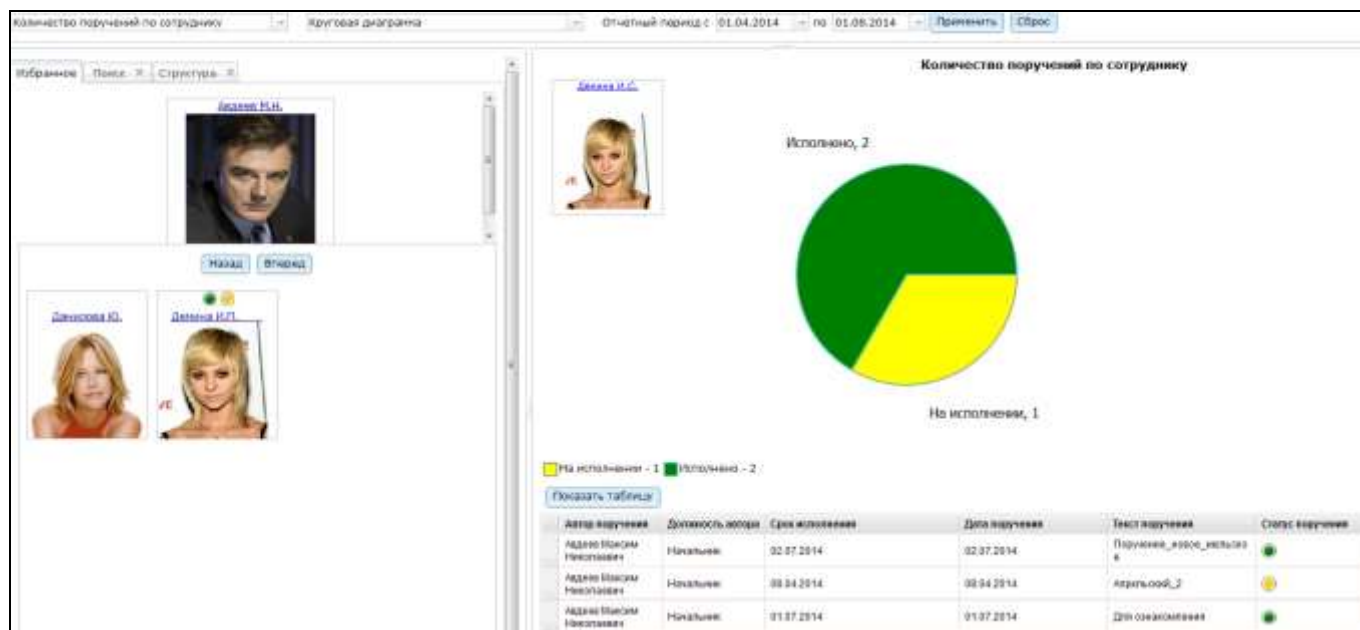 Количество поручений по сотруднику
Круговая диаграмма
Отчетный период с 01.04.2014 по 01.08.2014 Применить Сброс
Избранное Поиск Структура
Авдеев М.Н.
Назад Вперед
Данилова Ю.
Демина И.П.
Количество поручений по сотруднику
Исполнено, 2
На исполнении, 1
На исполнении - 1 Исполнено - 2
Показать таблицу
Автор поручения Должность автора Срок исполнения Дата поручения Текст поручения Статус поручения
Авдеев Максим Николаевич Начальник 02.07.2014 02.07.2014
Авдеев Максим Николаевич Начальник 08.04.2014 08.04.2014 Апрельский_2
Авдеев Максим Николаевич Начальник 01.07.2014 01.07.2014 Для ознакомления